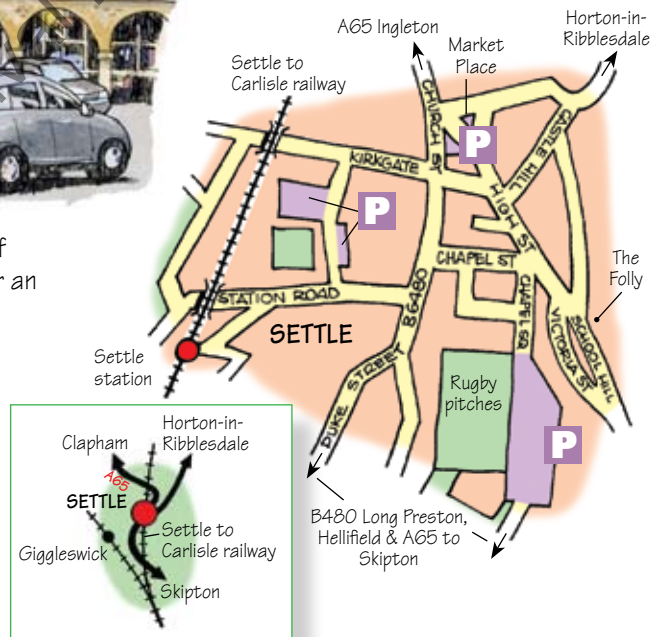 A65 Ingleton
Horton-in-
Ribblesdale
Market
Place
Settle to
Carlisle railway
CHURCH ST
P
CASTLE HILL
KIRKGATE
HIGH ST
P
f
r an
CHAPEL ST
The
Folly
STATION ROAD
B6480
CHAPEL SQ
SETTLE
VICTORIA ST
SCHOOL HILL
Settle
station
DUKE STREET
Rugby
pitches
P
B480 Long Preston,
Hellifield & A65 to
Skipton
Horton-in-
Ribblesdale
Clapham
A65
SETTLE
Settle to
Carlisle railway
Giggleswick
Skipton